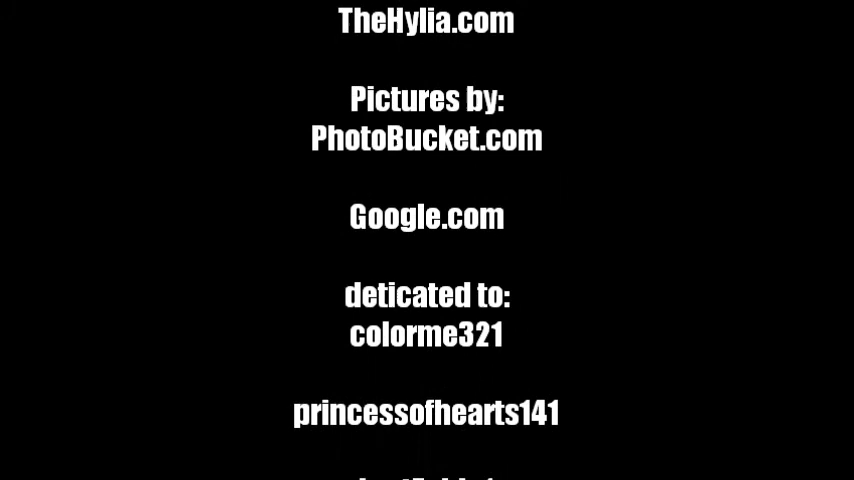 TheHylia.com
Pictures by:
PhotoBucket.com
Google.com
deticated to:
colorme321
princessofhearts141